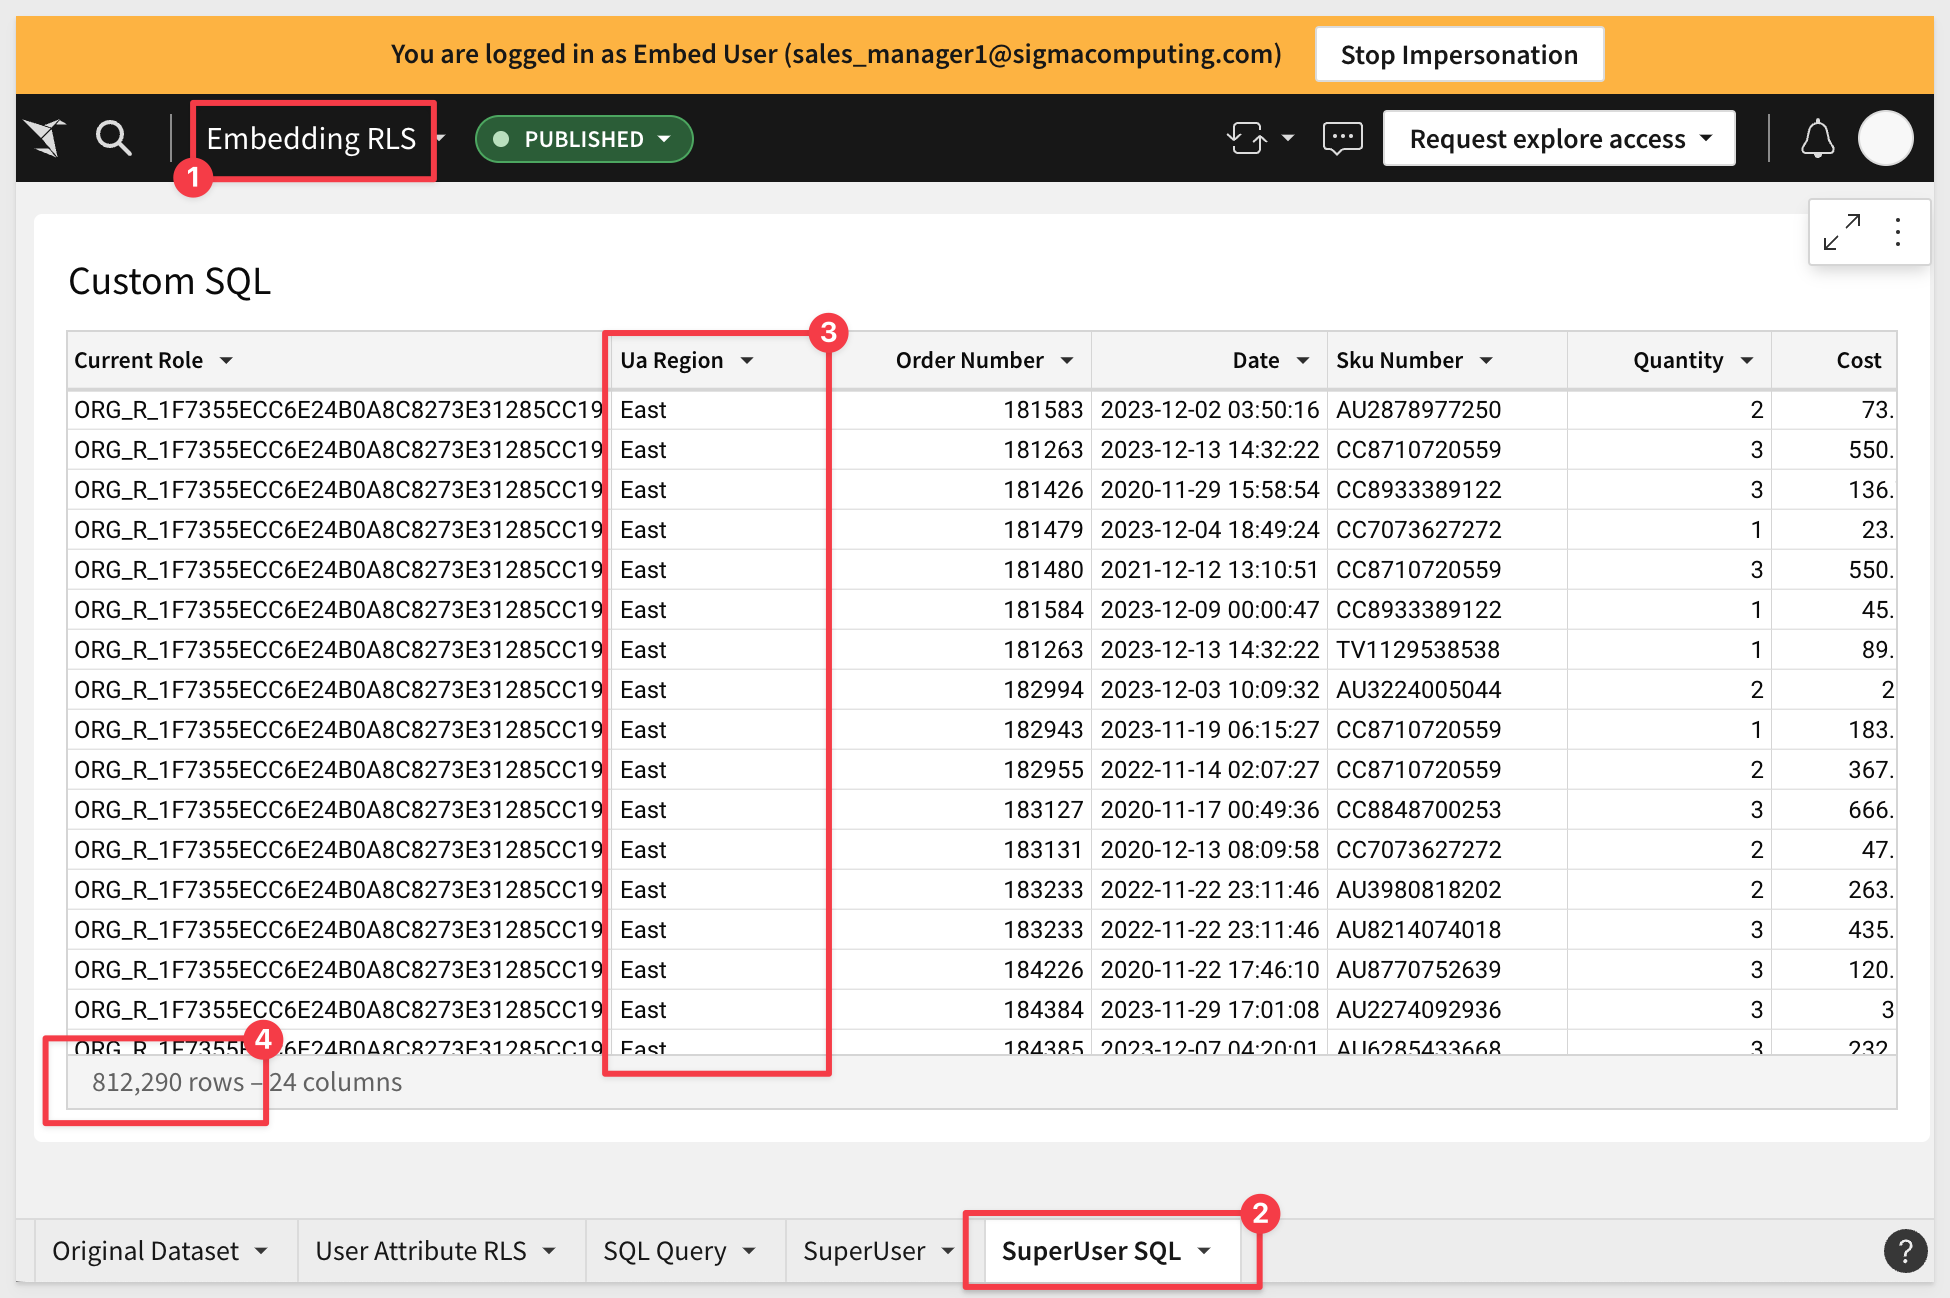 You are logged in as Embed User (sales_manager1@sigmacomputing.com) Stop Impersonation
Embedding RLS PUBLISHED Request explore access
1
Custom SQL
3
Current Role Ua Region Order Number Date Sku Number Quantity Cost
ORG_R_1F7355ECC6E24B0A8C8273E31285CC19 East 181583 2023-12-02 03:50:16 AU2878977250 2 73.
ORG_R_1F7355ECC6E24B0A8C8273E31285CC19 East 181263 2023-12-13 14:32:22 CC8710720559 3 550.
ORG_R_1F7355ECC6E24B0A8C8273E31285CC19 East 181426 2020-11-29 15:58:54 CC8933389122 3 136.
ORG_R_1F7355ECC6E24B0A8C8273E31285CC19 East 181479 2023-12-04 18:49:24 CC7073627272 1 23.
ORG_R_1F7355ECC6E24B0A8C8273E31285CC19 East 181480 2021-12-12 13:10:51 CC8710720559 3 550.
ORG_R_1F7355ECC6E24B0A8C8273E31285CC19 East 181584 2023-12-09 00:00:47 CC8933389122 1 45.
ORG_R_1F7355ECC6E24B0A8C8273E31285CC19 East 181263 2023-12-13 14:32:22 TV1129538538 1 89.
ORG_R_1F7355ECC6E24B0A8C8273E31285CC19 East 182994 2023-12-03 10:09:32 AU3224005044 2 2
ORG_R_1F7355ECC6E24B0A8C8273E31285CC19 East 182943 2023-11-19 06:15:27 CC8710720559 1 183.
ORG_R_1F7355ECC6E24B0A8C8273E31285CC19 East 182955 2022-11-14 02:07:27 CC8710720559 2 367.
ORG_R_1F7355ECC6E24B0A8C8273E31285CC19 East 183127 2020-11-17 00:49:36 CC8848700253 3 666.
ORG_R_1F7355ECC6E24B0A8C8273E31285CC19 East 183131 2020-12-13 08:09:58 CC7073627272 2 47.
ORG_R_1F7355ECC6E24B0A8C8273E31285CC19 East 183233 2022-11-22 23:11:46 AU3980818202 2 263.
ORG_R_1F7355ECC6E24B0A8C8273E31285CC19 East 183233 2022-11-22 23:11:46 AU8214074018 3 435.
ORG_R_1F7355ECC6E24B0A8C8273E31285CC19 East 184226 2020-11-22 17:46:10 AU8770752639 3 120.
ORG_R_1F7355ECC6E24B0A8C8273E31285CC19 East 184384 2023-11-29 17:01:08 AU2274092936 3 3
ORG_R_1F7355ECC6E24B0A8C8273E31285CC19 East 184385 2023-12-07 04:20:01 AU6285433668 3 232
4
812,290 rows – 24 columns
2
Original Dataset User Attribute RLS SQL Query SuperUser SuperUser SQL ?